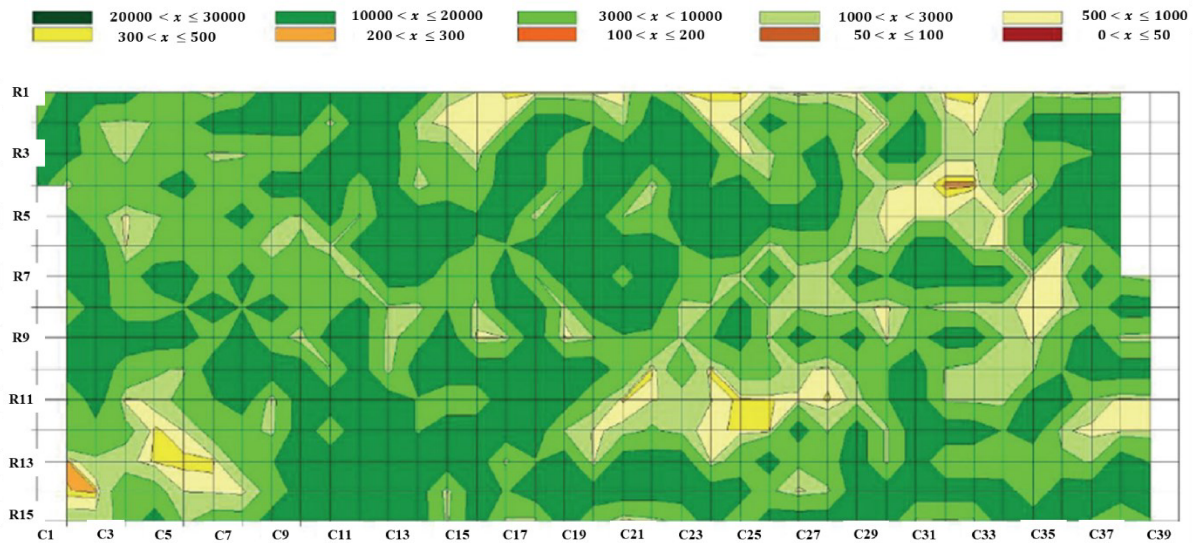 20000 < x ≤ 30000 10000 < x ≤ 20000 3000 < x < 10000 1000 < x < 3000 500 < x ≤ 1000
300 < x ≤ 500 200 < x ≤ 300 100 < x ≤ 200 50 < x ≤ 100 0 < x ≤ 50
R1
R3
R5
R7
R9
R11
R13
R15
C1 C3 C5 C7 C9 C11 C13 C15 C17 C19 C21 C23 C25 C27 C29 C31 C33 C35 C37 C39